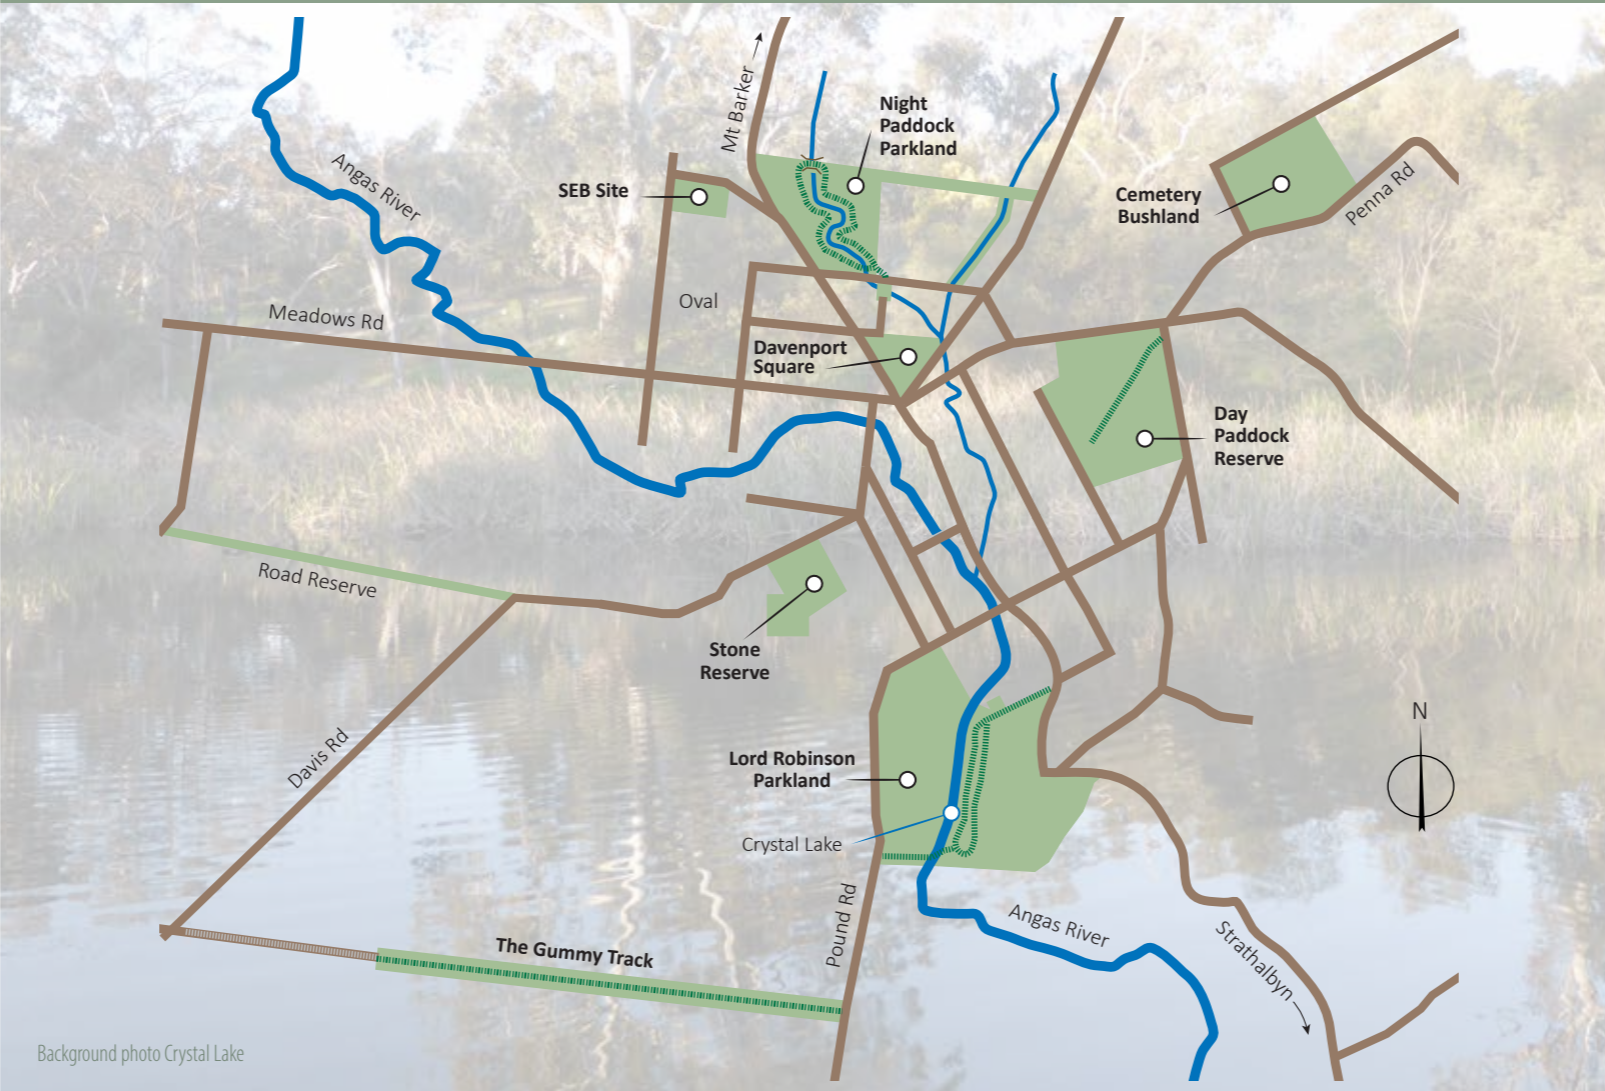 Mt Barker
Night
Paddock
Parkland
SEB Site
Angas River
Cemetery
Bushland
Penna Rd
Oval
Meadows Rd
Davenport
Square
Day
Paddock
Reserve
Road Reserve
Stone
Reserve
N
Davis Rd
Lord Robinson
Parkland
Crystal Lake
Pound Rd
Angas River
Strathalbyn
The Gummy Track
Background photo Crystal Lake